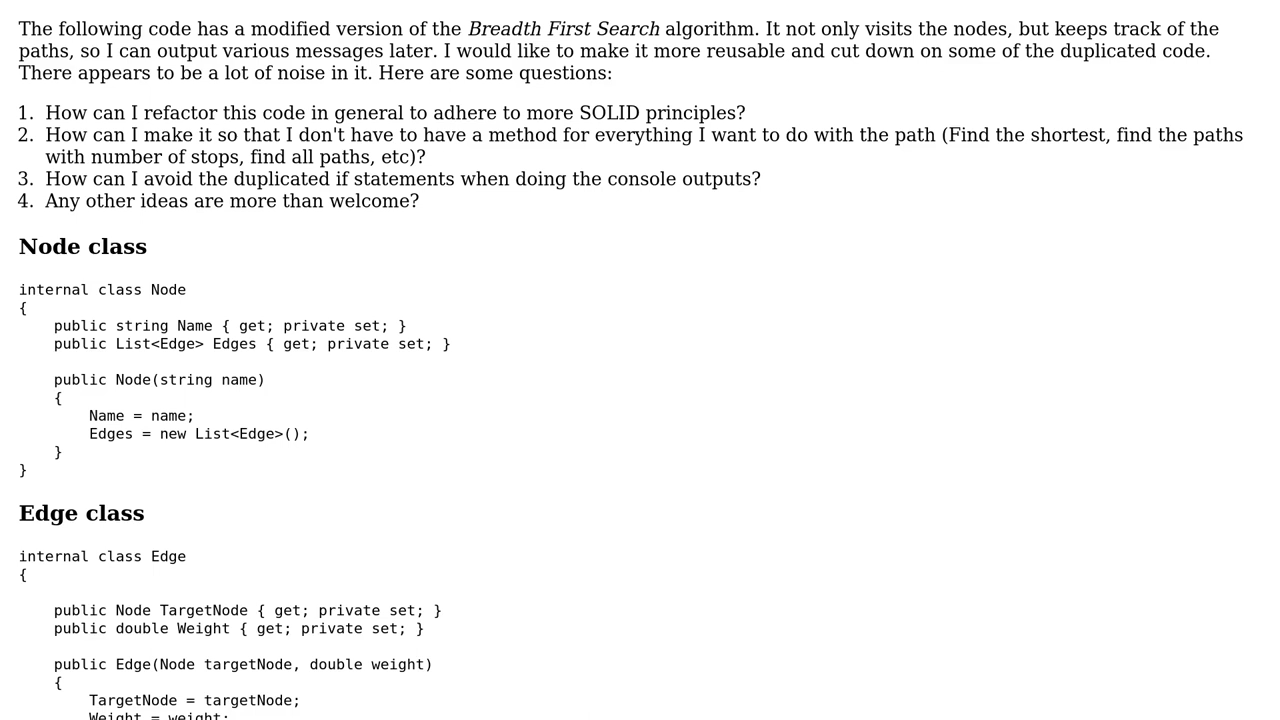 The following code has a modified version of the Breadth First Search algorithm. It not only visits the nodes, but keeps track of the
paths, so I can output various messages later. I would like to make it more reusable and cut down on some of the duplicated code.
There appears to be a lot of noise in it. Here are some questions:
1. How can I refactor this code in general to adhere to more SOLID principles?
2. How can I make it so that I don't have to have a method for everything I want to do with the path (Find the shortest, find the paths
with number of stops, find all paths, etc)?
3. How can I avoid the duplicated if statements when doing the console outputs?
4. Any other ideas are more than welcome?
Node class
internal class Node
{
    public string Name { get; private set; }
    public List<Edge> Edges { get; private set; }
    public Node(string name)
    {
        Name = name;
        Edges = new List<Edge>();
    }
}
Edge class
internal class Edge
{
    public Node TargetNode { get; private set; }
    public double Weight { get; private set; }
    public Edge(Node targetNode, double weight)
    {
        TargetNode = targetNode;
        Weight = weight;